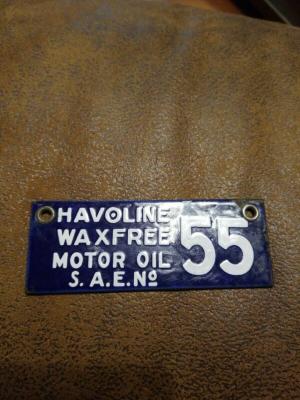 HAVOLINE
WAXFREE
MOTOR OIL
S.A.E. No
55